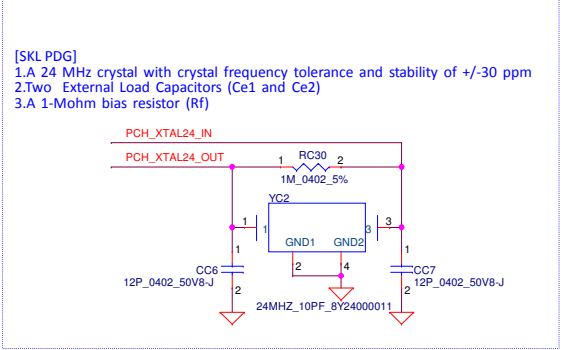 [SKL PDG]
1.A 24 MHz crystal with crystal frequency tolerance and stability of +/-30 ppm
2.Two External Load Capacitors (Ce1 and Ce2)
3.A 1-Mohm bias resistor (Rf)
PCH_XTAL24_IN
PCH_XTAL24_OUT
1 RC30 2
1M_0402_5%
YC2
1 1 3 3
GND1 GND2
1 2 4 1
CC6 CC7
12P_0402_50V8-J 12P_0402_50V8-J
2 2
24MHZ_10PF_8Y24000011